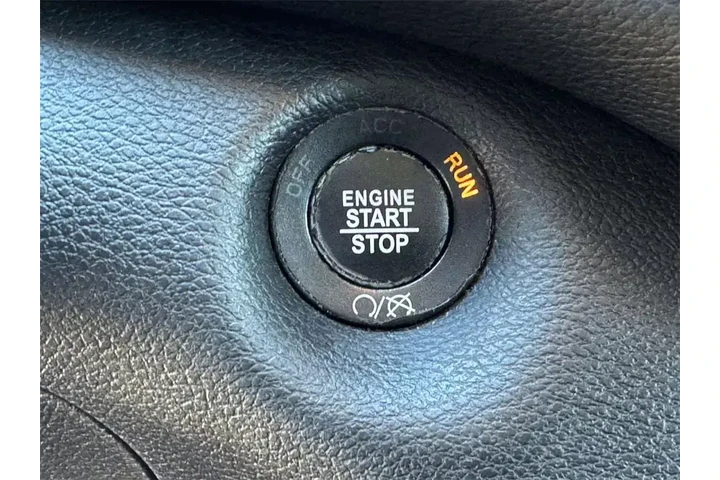 OFF
ACC
RUN
ENGINE
START
STOP